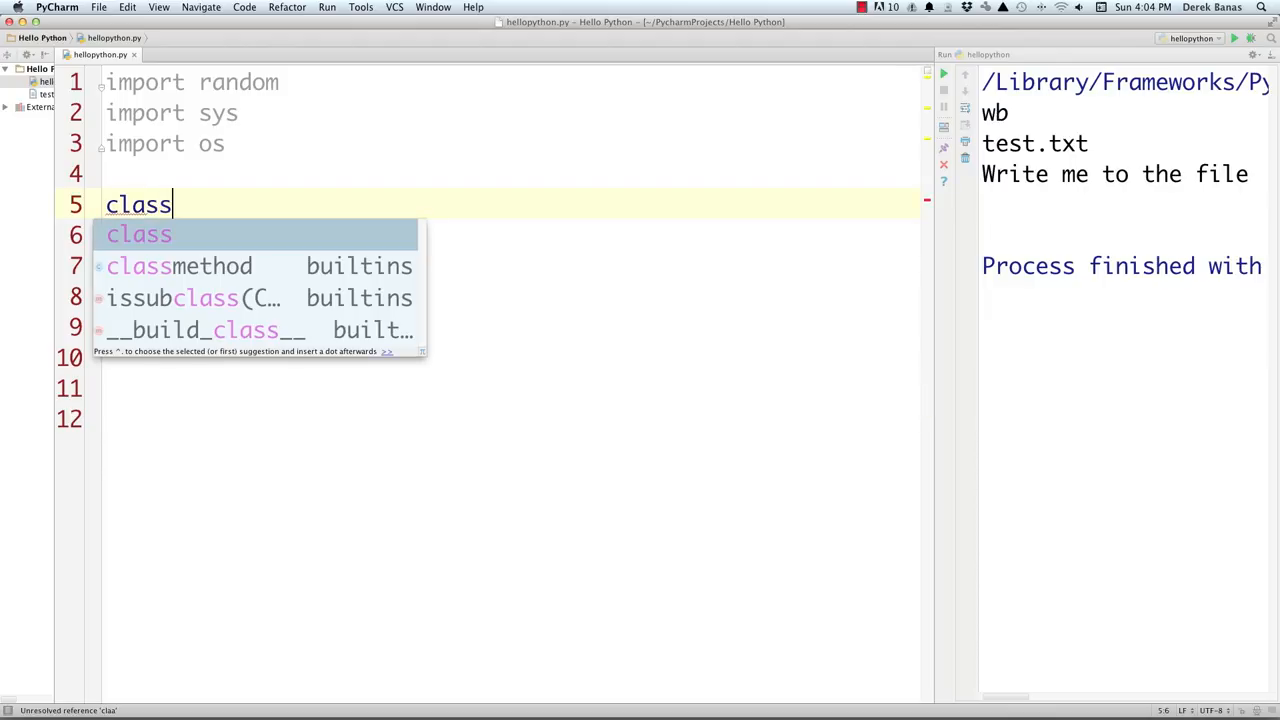 PyCharm File Edit View Navigate Code Refactor Run Tools VCS Window Help 10 Sun 4:04 PM Derek Banas
hellopython.py – Hello Python – [~/PycharmProjects/Hello Python]
Hello Python hellopython.py hellopython
hellopython.py Run hellopython
Hello P
hell
test
Extern
1 import random
2 import sys
3 import os
4
5 class
6
7
8
9
10
11
12
class
classmethod builtins
issubclass(C... builtins
__build_class__ built...
Press ^. to choose the selected (or first) suggestion and insert a dot afterwards >>
/Library/Frameworks/Py
wb
test.txt
Write me to the file
Process finished with
Unresolved reference 'claa' 5:6 LF UTF-8